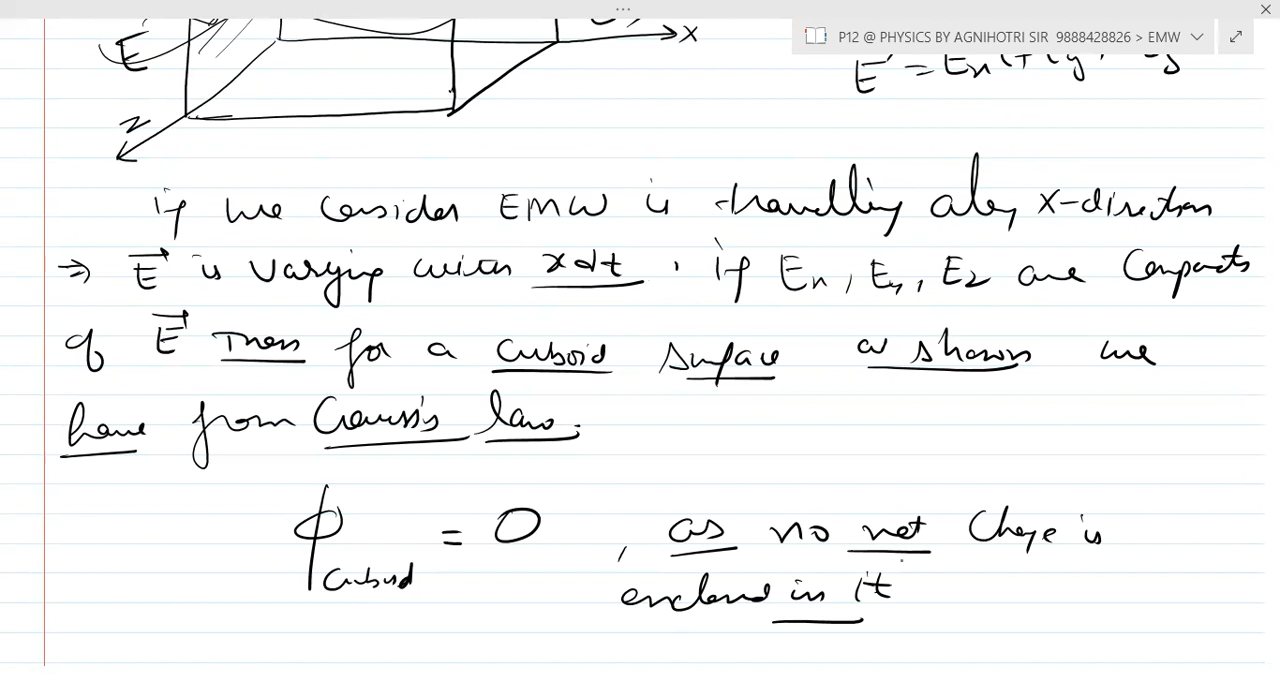 P12 @ PHYSICS BY AGNIHOTRI SIR 9888428826 > EMW
x
E
z
if we consider EMW is travelling along x-direction
⇒ E⃗ is varying with x & t . if Ex, Ey, Ez are components
of E⃗ then for a cuboid surface as shown we
have from Gauss's law.
ϕcuboid = 0 , as no net charge is
enclosed in it